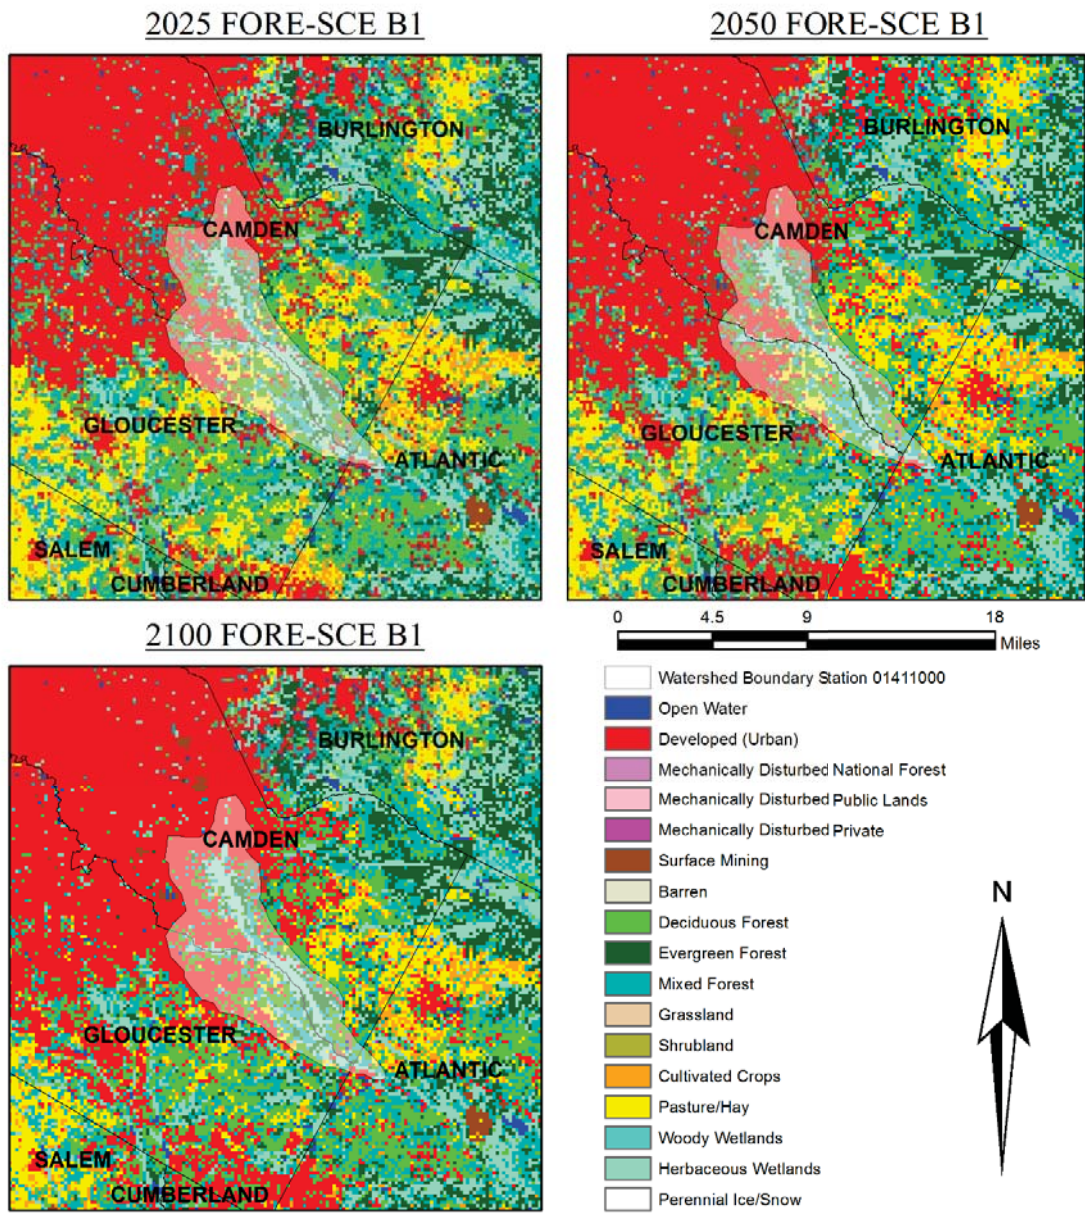 2025 FORE-SCE B1
2050 FORE-SCE B1
BURLINGTON
CAMDEN
GLOUCESTER
ATLANTIC
SALEM
CUMBERLAND
BURLINGTON
CAMDEN
GLOUCESTER
ATLANTIC
SALEM
CUMBERLAND
2100 FORE-SCE B1
BURLINGTON
CAMDEN
GLOUCESTER
ATLANTIC
SALEM
CUMBERLAND
0 4.5 9 18
Miles
Watershed Boundary Station 01411000
Open Water
Developed (Urban)
Mechanically Disturbed National Forest
Mechanically Disturbed Public Lands
Mechanically Disturbed Private
Surface Mining
Barren
Deciduous Forest
Evergreen Forest
Mixed Forest
Grassland
Shrubland
Cultivated Crops
Pasture/Hay
Woody Wetlands
Herbaceous Wetlands
Perennial Ice/Snow
N